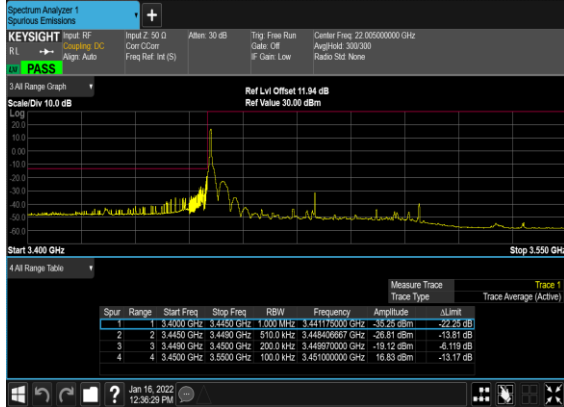 Spectrum Analyzer 1
Spurious Emissions
KEYSIGHT Input: RF Input Z: 50 Ω Atten: 30 dB Trig: Free Run Center Freq: 22.005000000 GHz
RL Coupling: DC Corr CCorr Gate: Off Avg|Hold: 300/300
Align: Auto Freq Ref: Int (S) IF Gain: Low Radio Std: None
PASS
3 All Range Graph
Ref Lvl Offset 11.94 dB
Scale/Div 10.0 dB Ref Value 30.00 dBm
Log
20.0
10.0
0.00
-10.0
-20.0
-30.0
-40.0
-50.0
-60.0
Start 3.400 GHz Stop 3.550 GHz
4 All Range Table
Measure Trace Trace 1
Trace Type Trace Average (Active)
Spur Range Start Freq Stop Freq RBW Frequency Amplitude ΔLimit
1 1 3.4000 GHz 3.4450 GHz 1.000 MHz 3.441175000 GHz -35.25 dBm -22.25 dB
2 2 3.4450 GHz 3.4490 GHz 510.0 kHz 3.448406667 GHz -26.81 dBm -13.81 dB
3 3 3.4490 GHz 3.4500 GHz 200.0 kHz 3.449970000 GHz -19.12 dBm -6.119 dB
4 4 3.4500 GHz 3.5500 GHz 100.0 kHz 3.451000000 GHz 16.83 dBm -13.17 dB
Jan 16, 2022
12:36:29 PM